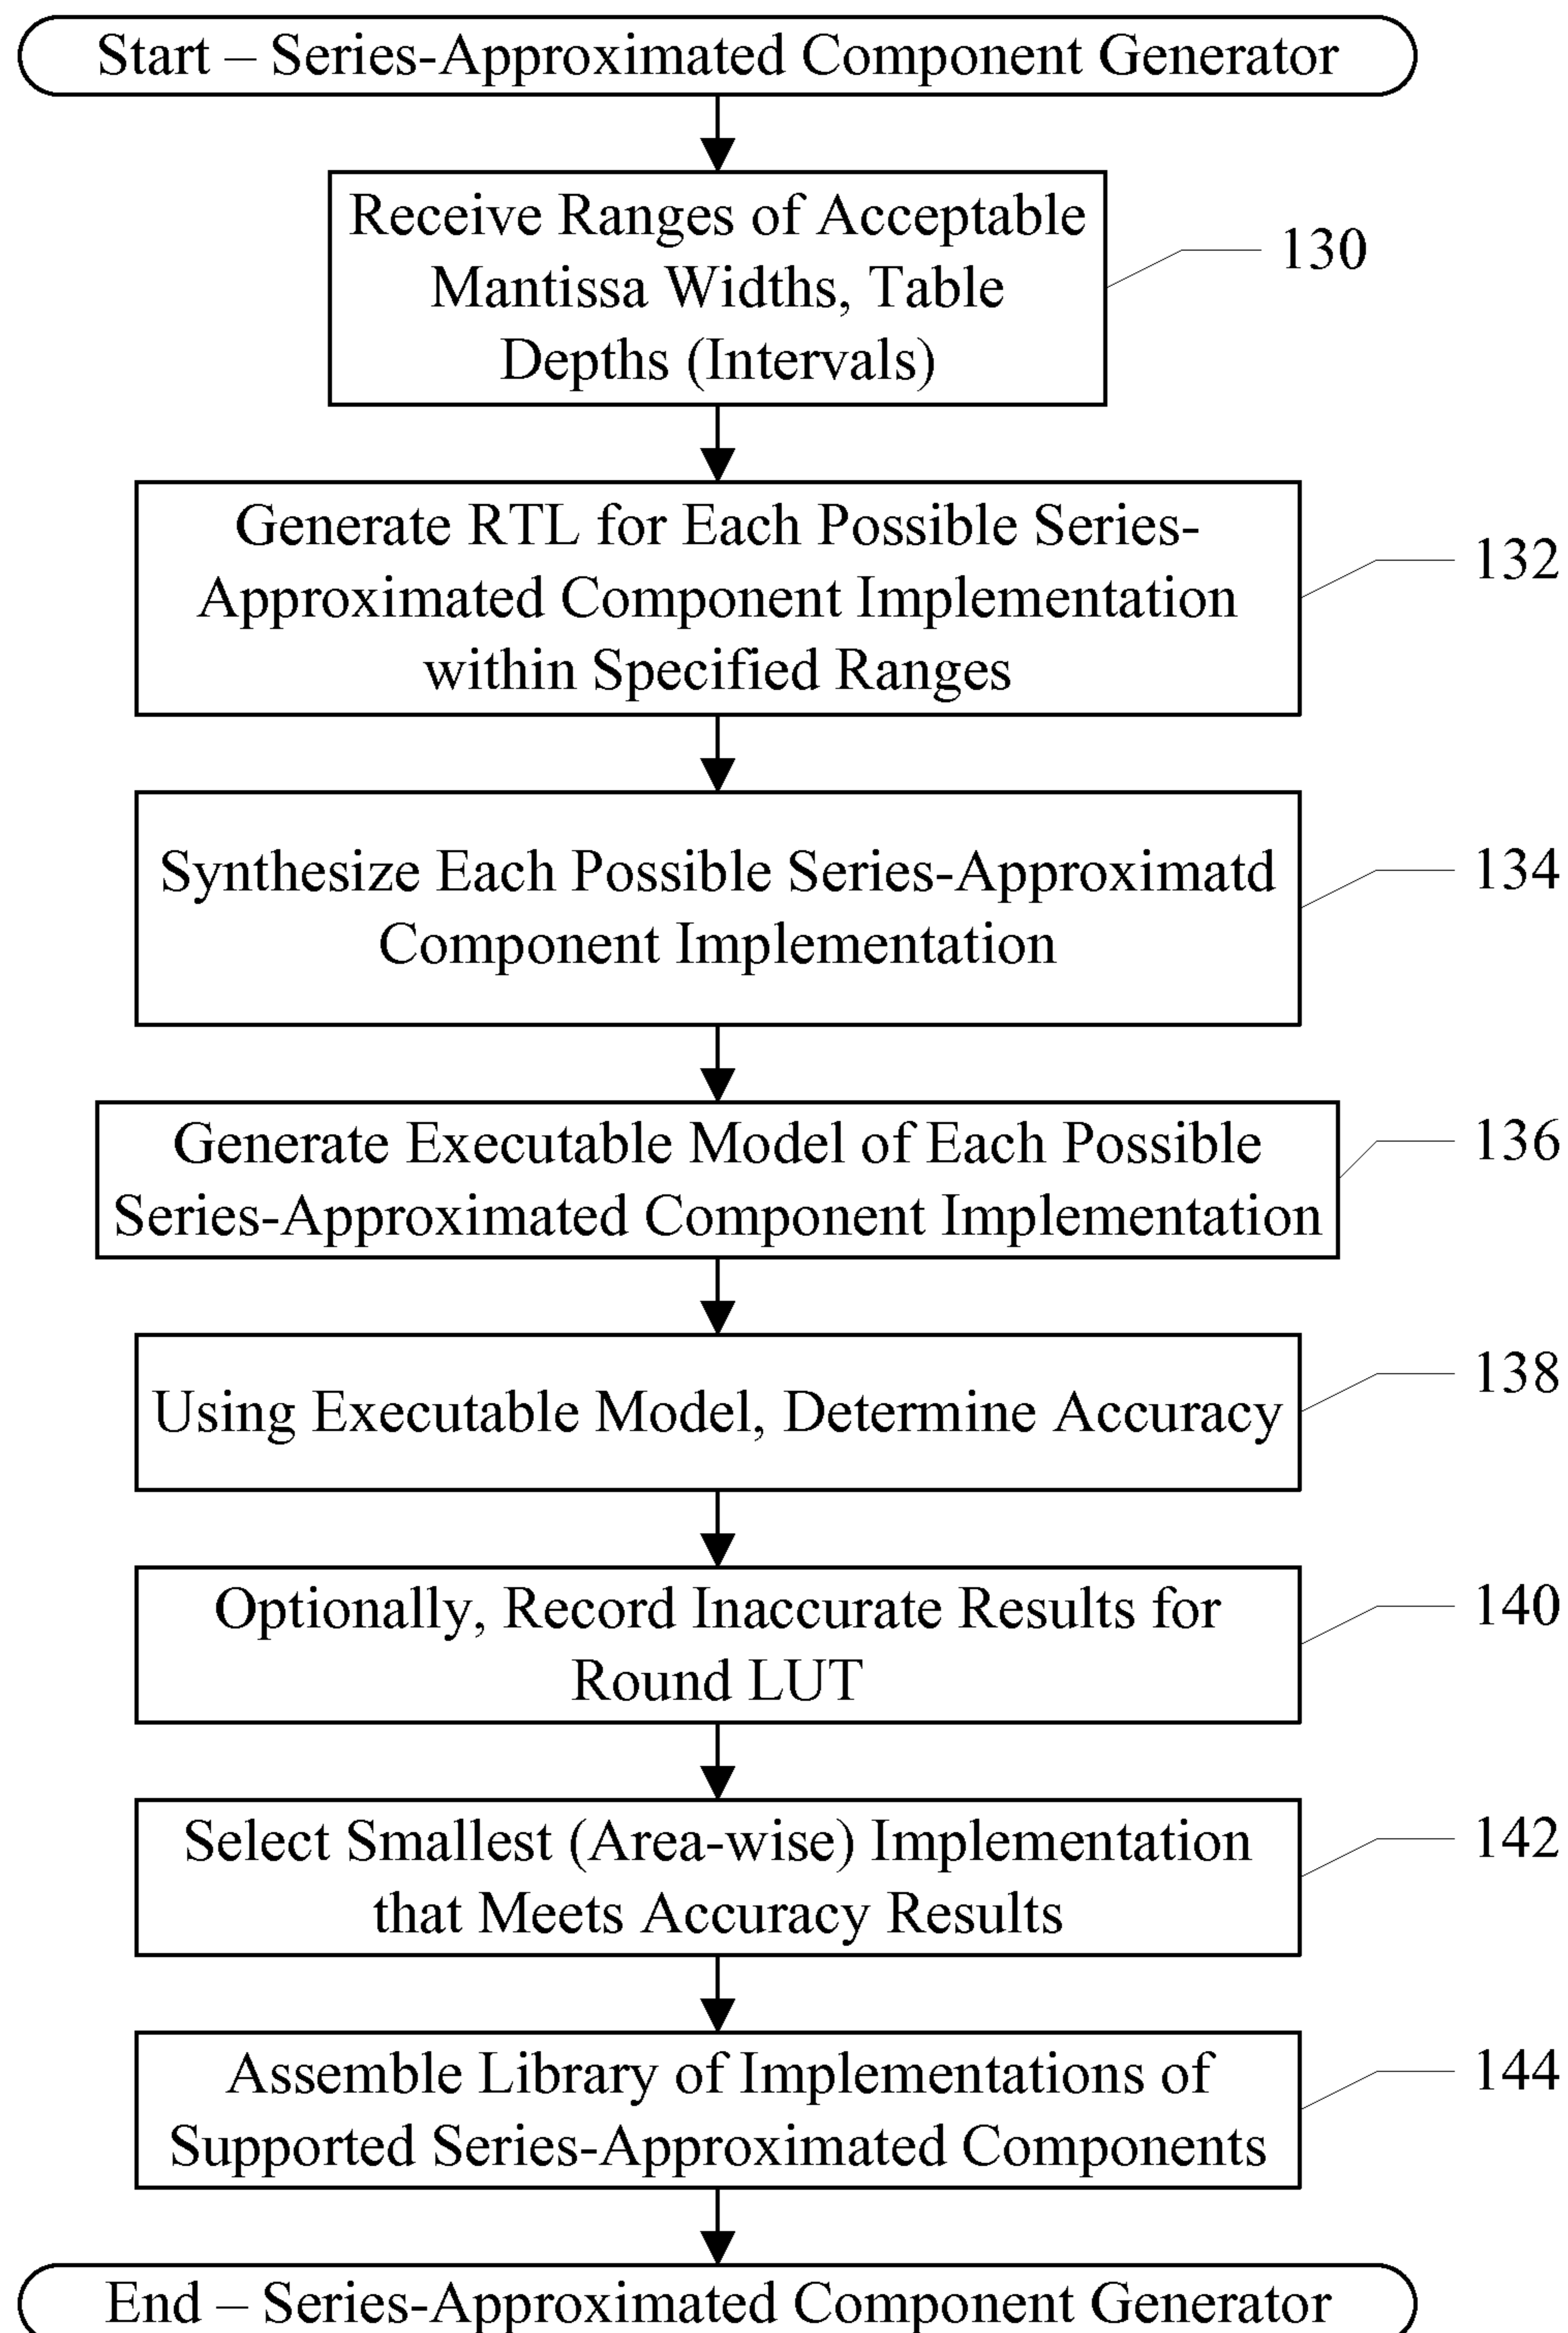 Start – Series-Approximated Component Generator
Receive Ranges of Acceptable
Mantissa Widths, Table
Depths (Intervals)
130
Generate RTL for Each Possible Series-
Approximated Component Implementation
within Specified Ranges
132
Synthesize Each Possible Series-Approximatd
Component Implementation
134
Generate Executable Model of Each Possible
Series-Approximated Component Implementation
136
Using Executable Model, Determine Accuracy
138
Optionally, Record Inaccurate Results for
Round LUT
140
Select Smallest (Area-wise) Implementation
that Meets Accuracy Results
142
Assemble Library of Implementations of
Supported Series-Approximated Components
144
End – Series-Approximated Component Generator